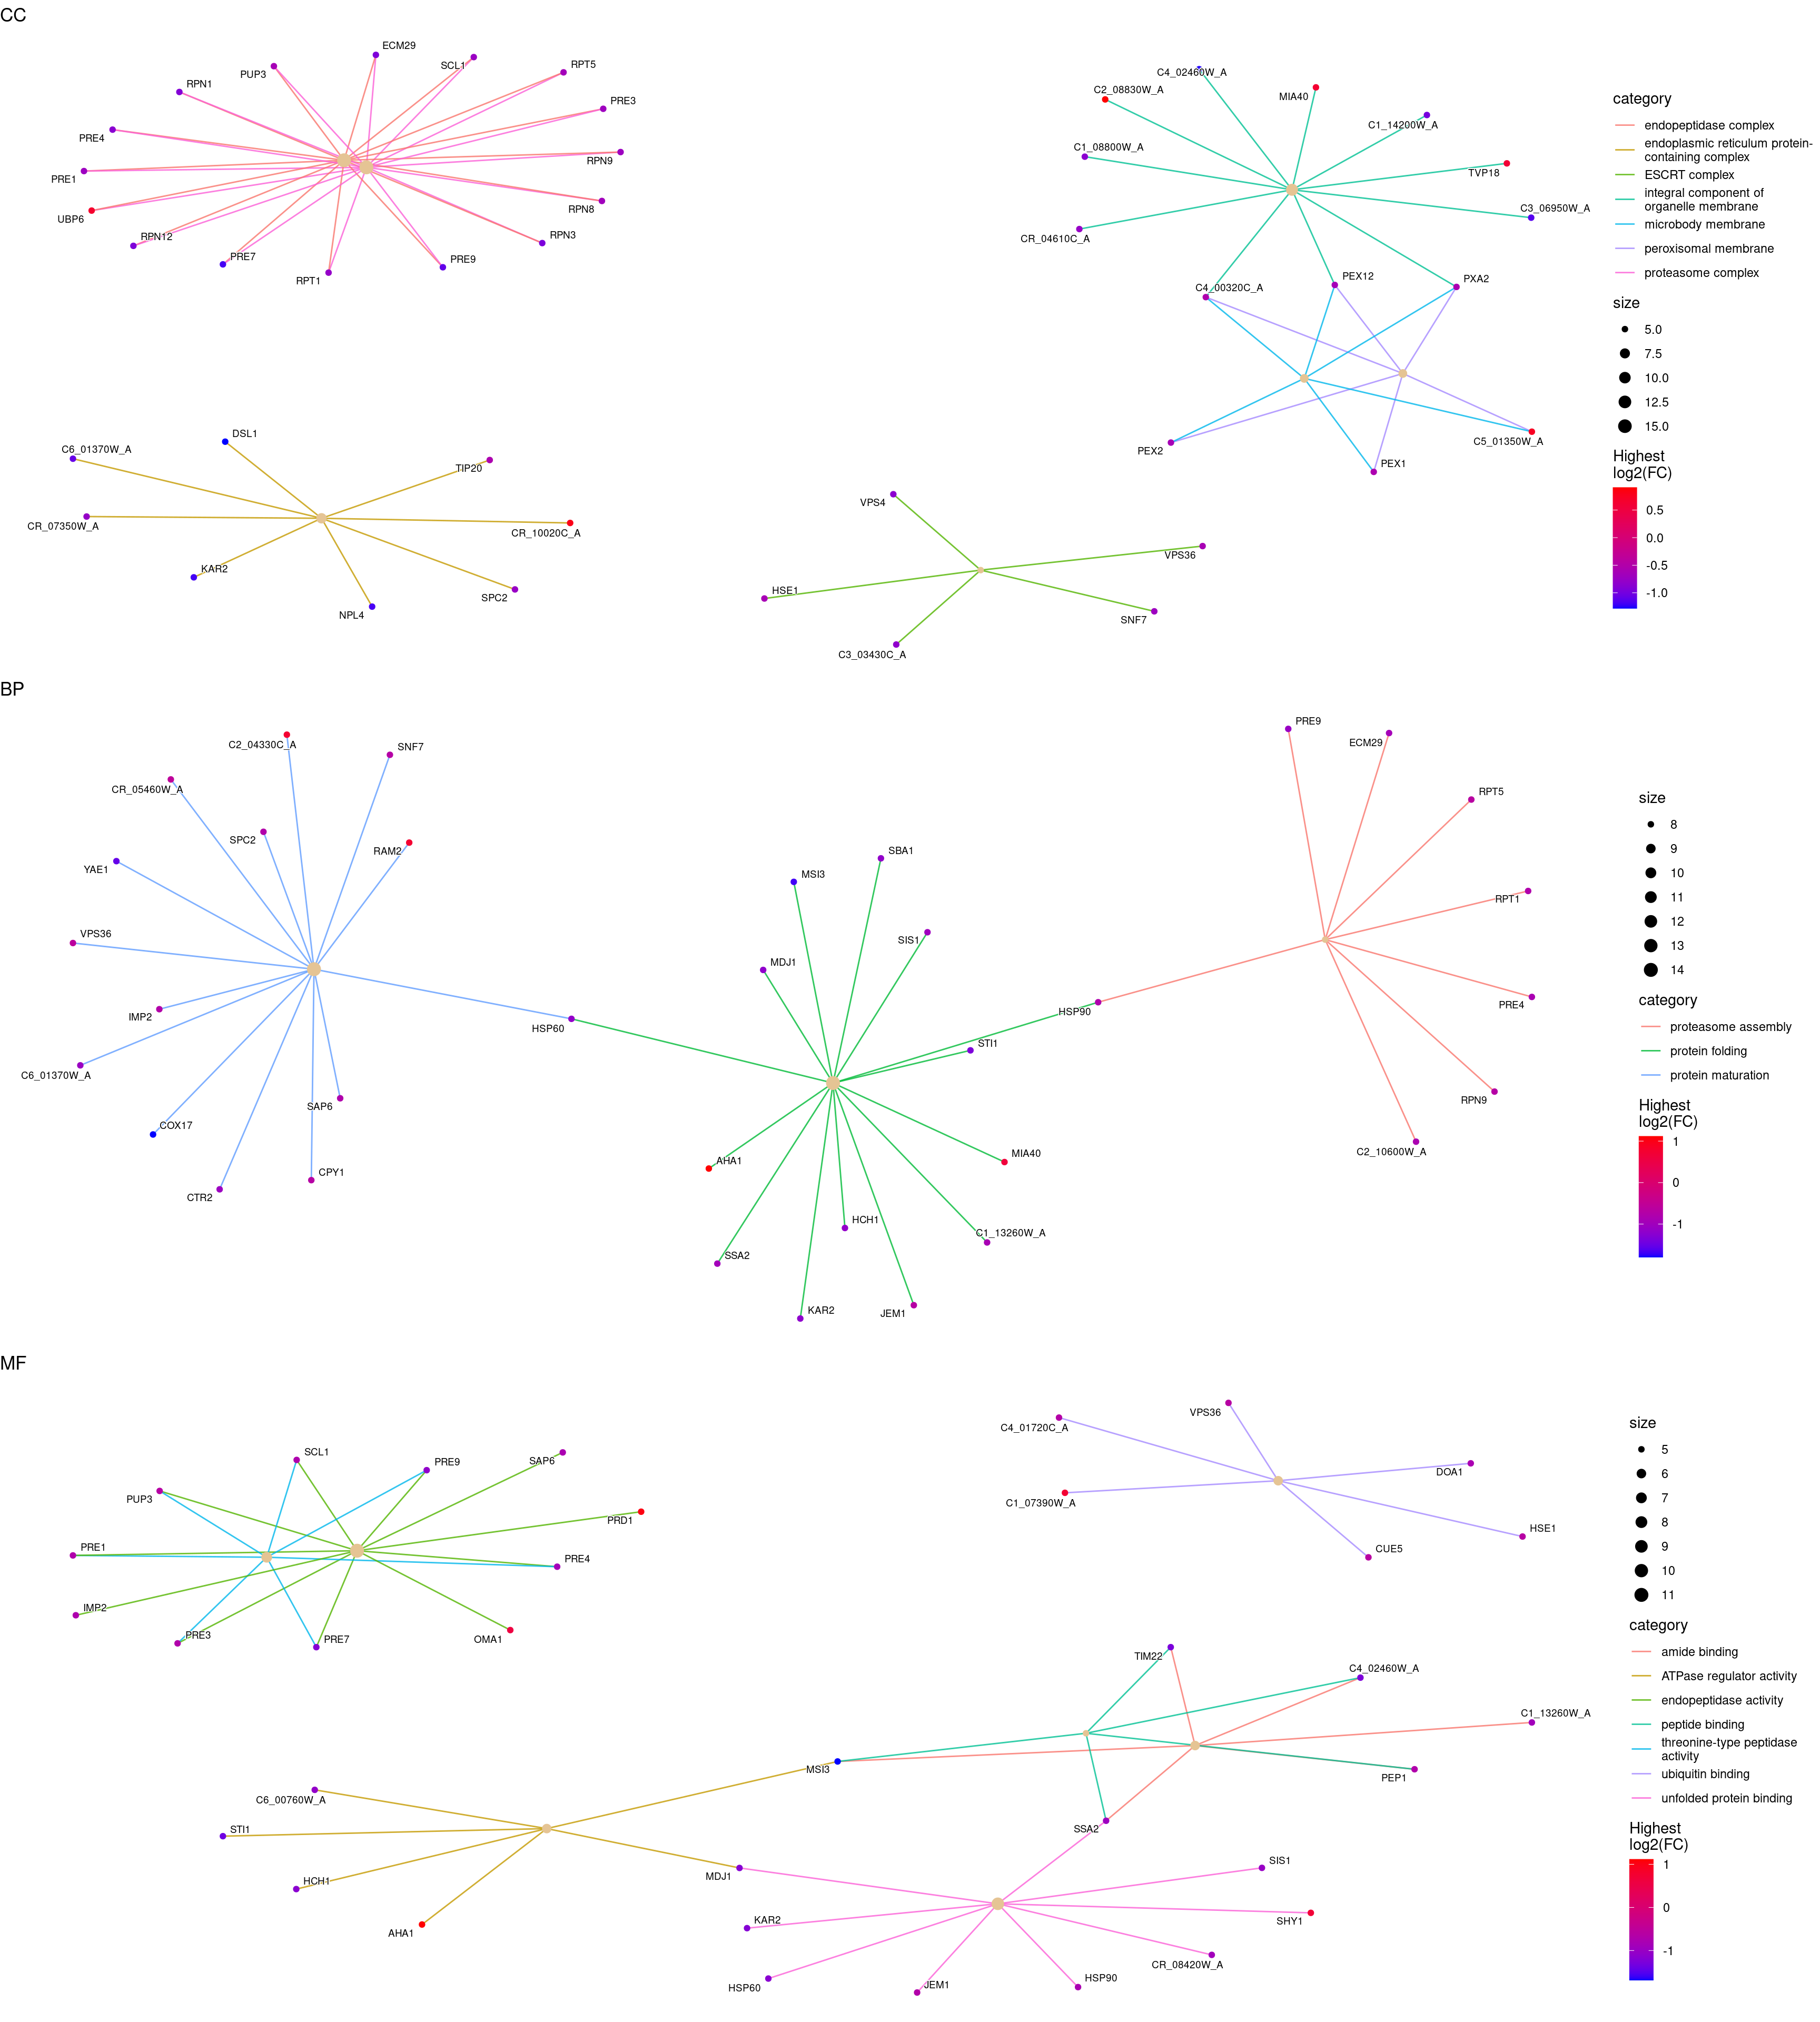 CC
ECM29
SCL1
PUP3
RPT5
RPN1
PRE3
PRE4
RPN9
PRE1
RPN8
UBP6
RPN12
RPN3
PRE7
PRE9
RPT1
C4_02460W_A
C2_08830W_A
MIA40
C1_14200W_A
C1_08800W_A
TVP18
C3_06950W_A
CR_04610C_A
PEX12
PXA2
C4_00320C_A
C5_01350W_A
PEX2
PEX1
DSL1
C6_01370W_A
TIP20
CR_07350W_A
CR_10020C_A
KAR2
SPC2
NPL4
VPS4
VPS36
HSE1
SNF7
C3_03430C_A
category
endopeptidase complex
endoplasmic reticulum protein-
containing complex
ESCRT complex
integral component of
organelle membrane
microbody membrane
peroxisomal membrane
proteasome complex
size
5.0
7.5
10.0
12.5
15.0
Highest
log2(FC)
0.5
0.0
-0.5
-1.0
BP
C2_04330C_A
SNF7
CR_05460W_A
SPC2
RAM2
YAE1
VPS36
IMP2
HSP60
C6_01370W_A
SAP6
COX17
CPY1
CTR2
SBA1
MSI3
SIS1
MDJ1
HSP90
STI1
AHA1
MIA40
HCH1
C1_13260W_A
SSA2
KAR2
JEM1
PRE9
ECM29
RPT5
RPT1
PRE4
RPN9
C2_10600W_A
size
8
9
10
11
12
13
14
category
proteasome assembly
protein folding
protein maturation
Highest
log2(FC)
1
0
-1
MF
SCL1
PRE9
SAP6
PUP3
PRD1
PRE1
PRE4
IMP2
PRE3
PRE7
OMA1
VPS36
C4_01720C_A
DOA1
C1_07390W_A
HSE1
CUE5
TIM22
C4_02460W_A
C1_13260W_A
MSI3
PEP1
C6_00760W_A
STI1
SSA2
HCH1
MDJ1
SIS1
AHA1
KAR2
SHY1
CR_08420W_A
HSP60
JEM1
HSP90
size
5
6
7
8
9
10
11
category
amide binding
ATPase regulator activity
endopeptidase activity
peptide binding
threonine-type peptidase
activity
ubiquitin binding
unfolded protein binding
Highest
log2(FC)
1
0
-1